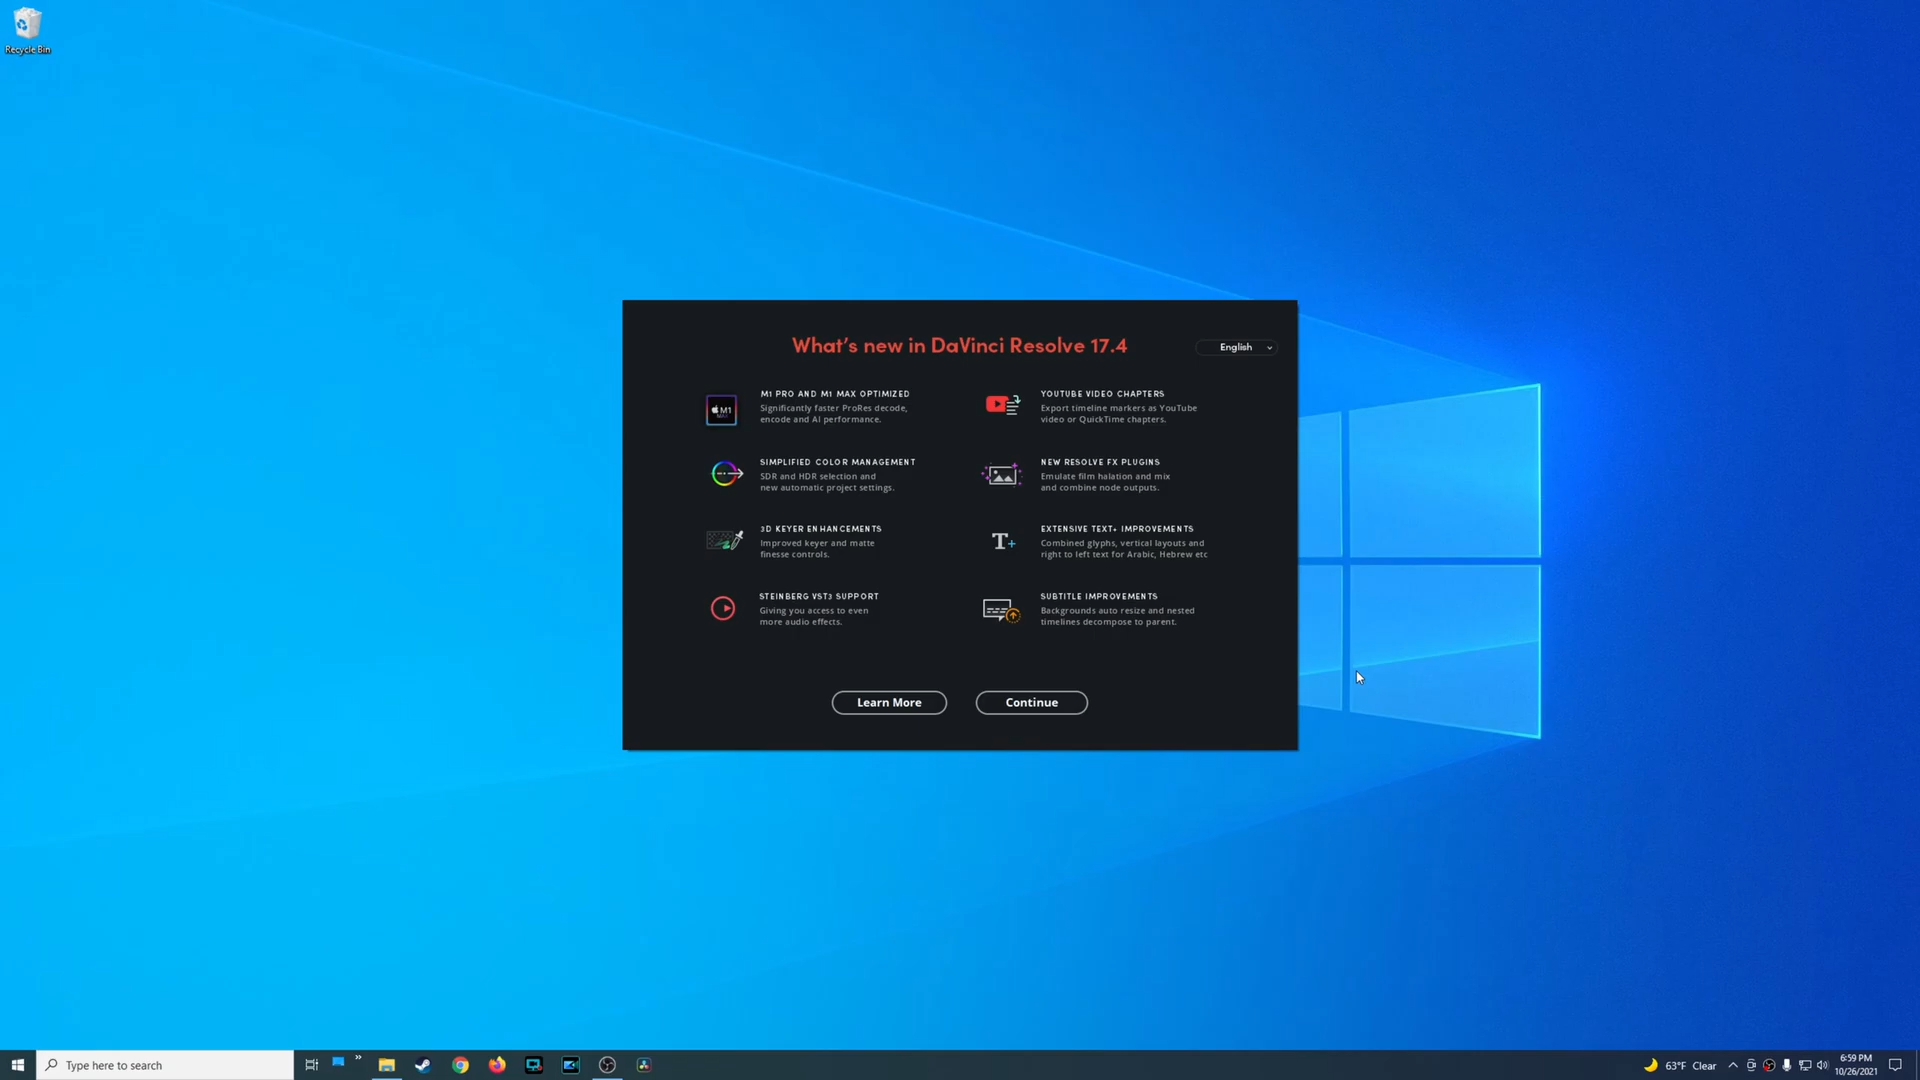 Recycle Bin
What's new in DaVinci Resolve 17.4
English
M1 PRO AND M1 MAX OPTIMIZED
Significantly faster ProRes decode,
encode and AI performance.
YOUTUBE VIDEO CHAPTERS
Export timeline markers as YouTube
video or QuickTime chapters.
M1
SIMPLIFIED COLOR MANAGEMENT
SDR and HDR selection and
new automatic project settings.
NEW RESOLVE FX PLUGINS
Emulate film halation and mix
and combine node outputs.
3D KEYER ENHANCEMENTS
Improved keyer and matte
finesse controls.
T+
EXTENSIVE TEXT+ IMPROVEMENTS
Combined glyphs, vertical layouts and
right to left text for Arabic, Hebrew etc
STEINBERG VST3 SUPPORT
Giving you access to even
more audio effects.
SUBTITLE IMPROVEMENTS
Backgrounds auto resize and nested
timelines decompose to parent.
Learn More
Continue
Type here to search
63°F Clear
6:59 PM
10/26/2021